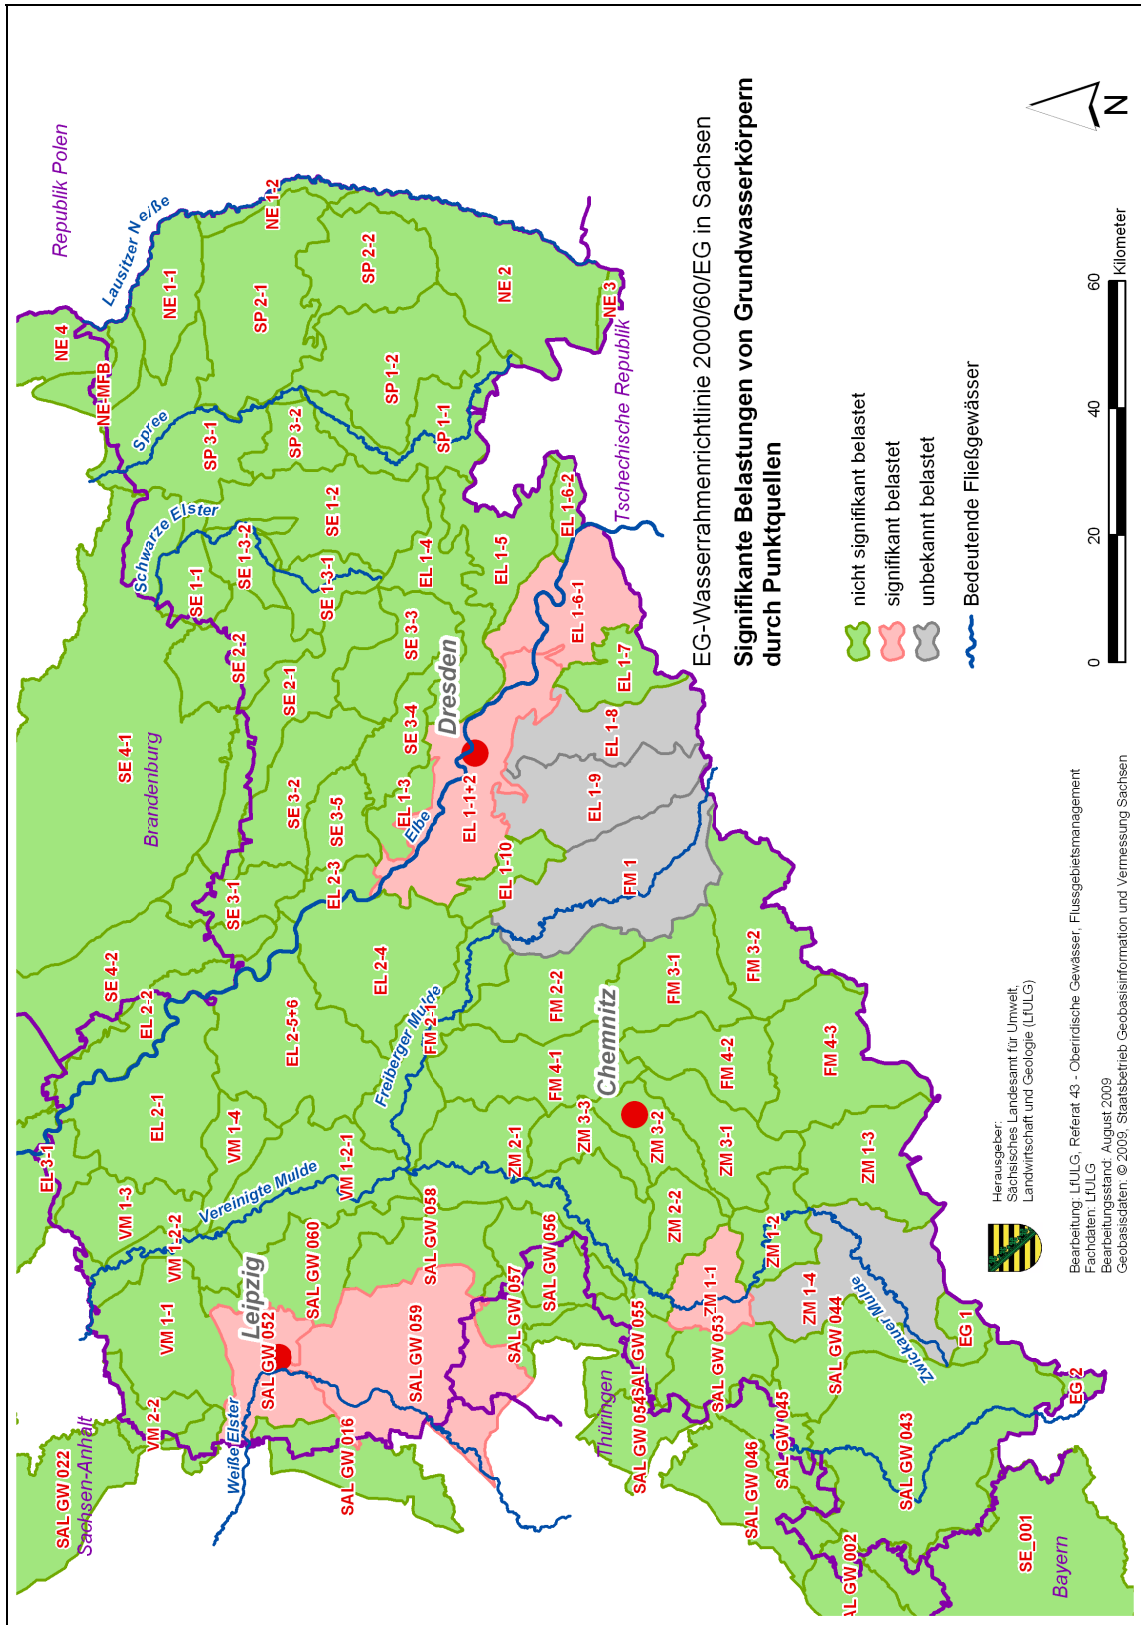 EG-Wasserrahmenrichtlinie 2000/60/EG in Sachsen
Signifikante Belastungen von Grundwasserkörpern
durch Punktquellen
nicht signifikant belastet
signifikant belastet
unbekannt belastet
Bedeutende Fließgewässer
0
20
40
60
Kilometer
N
Herausgeber:
Sächsisches Landesamt für Umwelt,
Landwirtschaft und Geologie (LfULG)
Bearbeitung: LfULG, Referat 43 - Oberirdische Gewässer, Flussgebietsmanagement
Fachdaten: LfULG
Bearbeitungsstand: August 2009
Geobasisdaten: © 2009, Staatsbetrieb Geobasisinformation und Vermessung Sachsen
Republik Polen
Tschechische Republik
Brandenburg
Sachsen-Anhalt
Thüringen
Bayern
Dresden
Chemnitz
Leipzig
Lausitzer Neiße
Spree
Schwarze Elster
Elbe
Freiberger Mulde
Vereinigte Mulde
Weiße Elster
Zwickauer Mulde
NE 4
NE-MFB
NE 1-1
NE 1-2
NE 2
NE 3
SP 2-1
SP 2-2
SP 1-2
SP 1-1
SP 3-1
SP 3-2
SE 1-1
SE 1-2
SE 1-3-2
SE 1-3-1
SE 2-2
SE 2-1
SE 3-3
SE 3-4
SE 3-2
SE 3-5
SE 3-1
SE 4-1
SE 4-2
EL 1-4
EL 1-5
EL 1-6-2
EL 1-6-1
EL 1-7
EL 1-8
EL 1-9
EL 1-10
EL 1-3
EL 1-1+2
EL 2-3
EL 2-4
EL 2-2
EL 2-5+6
EL 2-1
EL 3-1
FM 1
FM 2-1
FM 2-2
FM 3-1
FM 3-2
FM 4-1
FM 4-2
FM 4-3
VM 1-4
VM 1-3
VM 1-2-1
VM 1-2-2
VM 1-1
VM 2-2
ZM 2-1
ZM 3-3
ZM 3-2
ZM 3-1
ZM 1-3
ZM 2-2
ZM 1-2
ZM 1-1
ZM 1-4
SAL GW 060
SAL GW 058
SAL GW 052
SAL GW 059
SAL GW 057
SAL GW 056
SAL GW 055
SAL GW 054
SAL GW 053
SAL GW 044
SAL GW 045
SAL GW 046
SAL GW 043
SAL GW 016
SAL GW 022
AL GW 002
EG 1
EG 2
SE_001